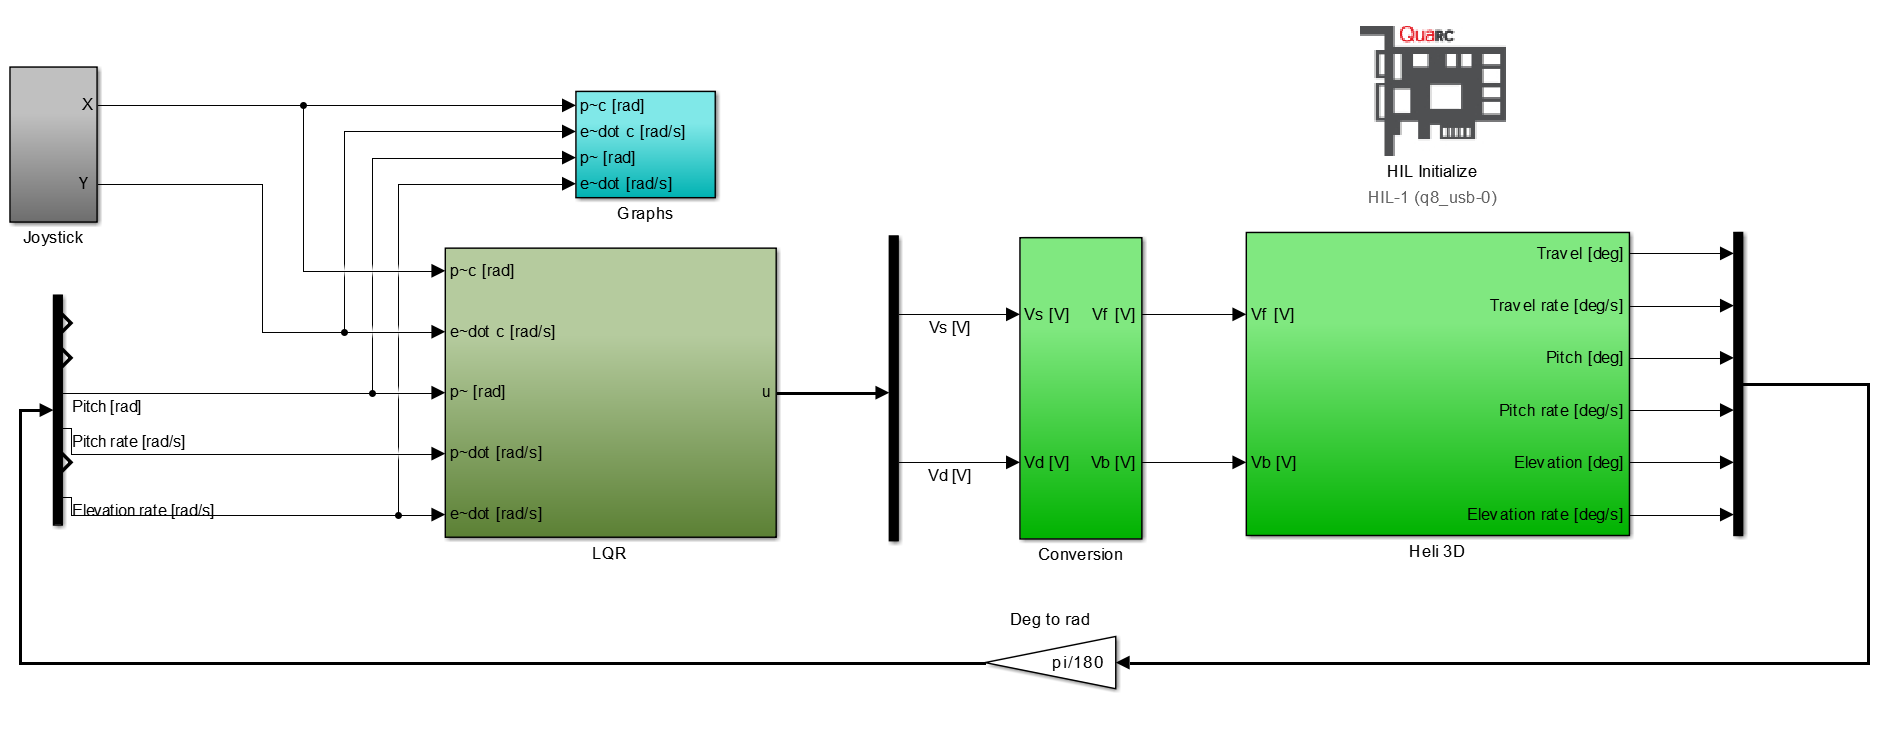 QuaRC
HIL Initialize
HIL-1 (q8_usb-0)
X
Y
Joystick
p~c [rad]
e~dot c [rad/s]
p~ [rad]
e~dot [rad/s]
Graphs
Pitch [rad]
Pitch rate [rad/s]
Elevation rate [rad/s]
p~c [rad]
e~dot c [rad/s]
p~ [rad]
p~dot [rad/s]
e~dot [rad/s]
u
LQR
Vs [V]
Vd [V]
Vs [V]
Vf [V]
Vd [V]
Vb [V]
Conversion
Vf [V]
Vb [V]
Travel [deg]
Travel rate [deg/s]
Pitch [deg]
Pitch rate [deg/s]
Elevation [deg]
Elevation rate [deg/s]
Heli 3D
Deg to rad
pi/180